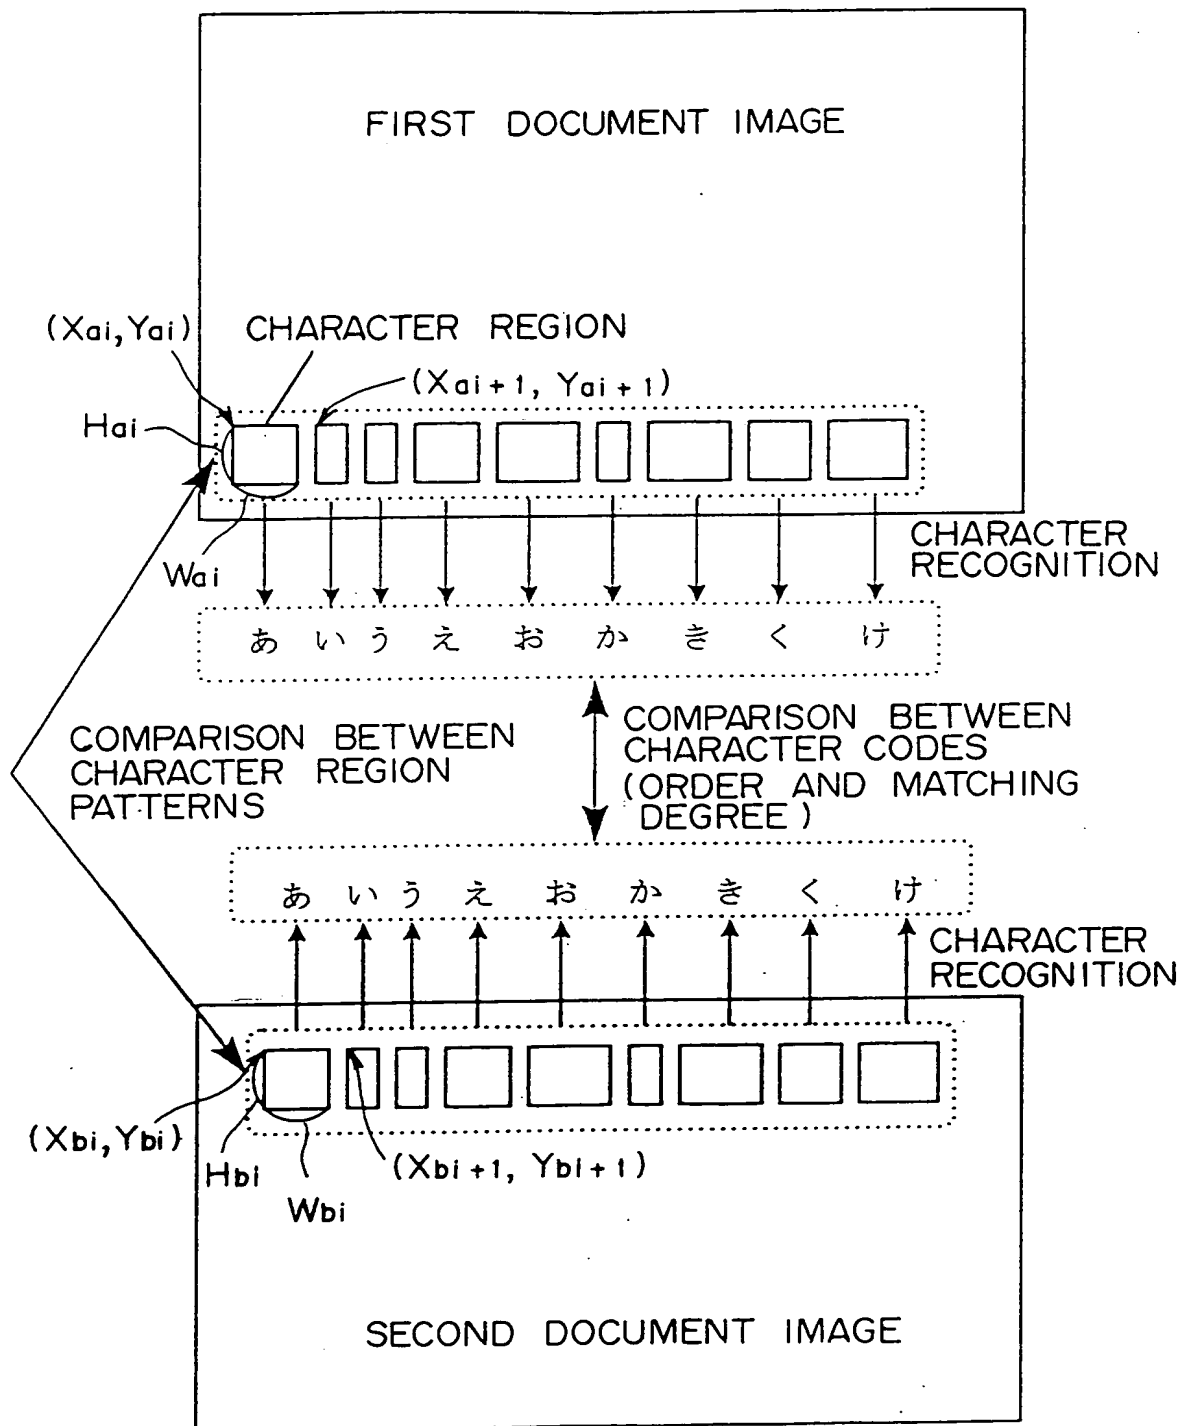 FIRST DOCUMENT IMAGE
(Xai, Yai)
CHARACTER REGION
(Xai+1, Yai+1)
Hai
Wai
CHARACTER
RECOGNITION
あ い う え お か き く け
COMPARISON BETWEEN
CHARACTER REGION
PATTERNS
COMPARISON BETWEEN
CHARACTER CODES
(ORDER AND MATCHING
DEGREE)
あ い う え お か き く け
CHARACTER
RECOGNITION
(Xbi, Ybi)
Hbi
Wbi
(Xbi+1, Ybi+1)
SECOND DOCUMENT IMAGE